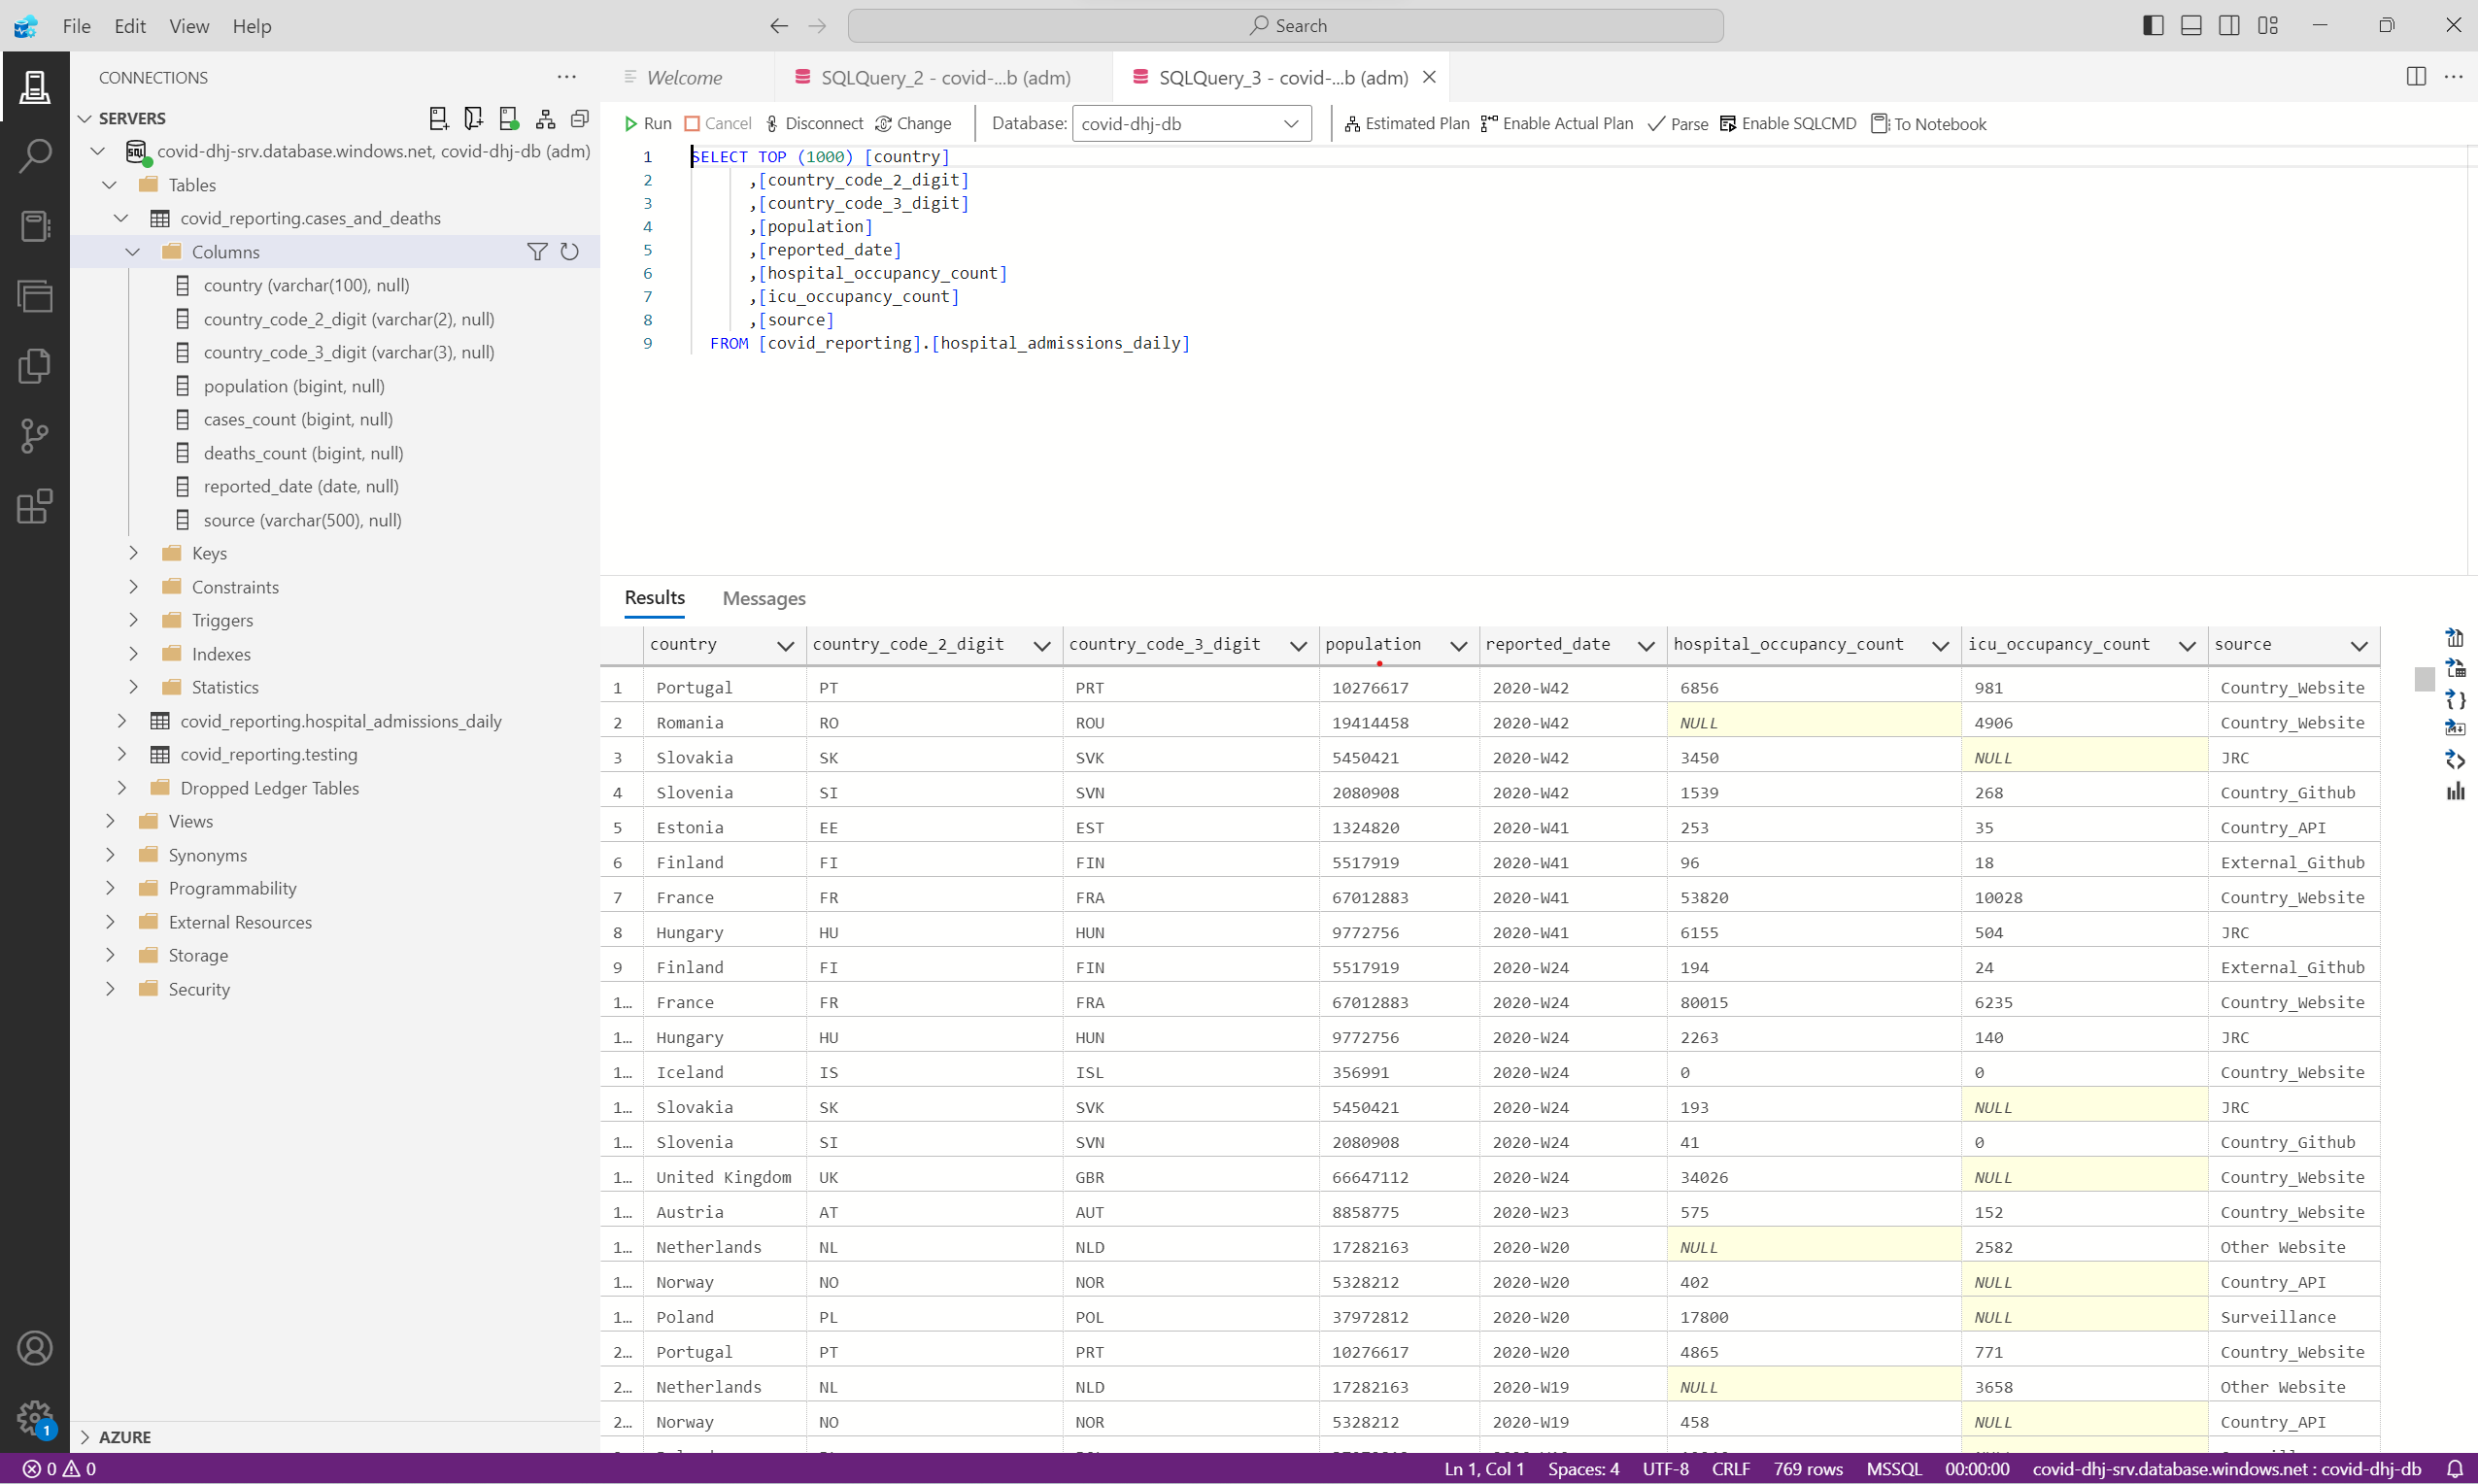 File Edit View Help Search
CONNECTIONS
SERVERS
covid-dhj-srv.database.windows.net, covid-dhj-db (adm)
Tables
covid_reporting.cases_and_deaths
Columns
country (varchar(100), null)
country_code_2_digit (varchar(2), null)
country_code_3_digit (varchar(3), null)
population (bigint, null)
cases_count (bigint, null)
deaths_count (bigint, null)
reported_date (date, null)
source (varchar(500), null)
Keys
Constraints
Triggers
Indexes
Statistics
covid_reporting.hospital_admissions_daily
covid_reporting.testing
Dropped Ledger Tables
Views
Synonyms
Programmability
External Resources
Storage
Security
AZURE
1
Welcome SQLQuery_2 - covid-...b (adm) SQLQuery_3 - covid-...b (adm)
Run Cancel Disconnect Change Database: covid-dhj-db Estimated Plan Enable Actual Plan Parse Enable SQLCMD To Notebook
1 SELECT TOP (1000) [country]
2 ,[country_code_2_digit]
3 ,[country_code_3_digit]
4 ,[population]
5 ,[reported_date]
6 ,[hospital_occupancy_count]
7 ,[icu_occupancy_count]
8 ,[source]
9 FROM [covid_reporting].[hospital_admissions_daily]
Results Messages
country country_code_2_digit country_code_3_digit population reported_date hospital_occupancy_count icu_occupancy_count source
1 Portugal PT PRT 10276617 2020-W42 6856 981 Country_Website
2 Romania RO ROU 19414458 2020-W42 NULL 4906 Country_Website
3 Slovakia SK SVK 5450421 2020-W42 3450 NULL JRC
4 Slovenia SI SVN 2080908 2020-W42 1539 268 Country_Github
5 Estonia EE EST 1324820 2020-W41 253 35 Country_API
6 Finland FI FIN 5517919 2020-W41 96 18 External_Github
7 France FR FRA 67012883 2020-W41 53820 10028 Country_Website
8 Hungary HU HUN 9772756 2020-W41 6155 504 JRC
9 Finland FI FIN 5517919 2020-W24 194 24 External_Github
1... France FR FRA 67012883 2020-W24 80015 6235 Country_Website
1... Hungary HU HUN 9772756 2020-W24 2263 140 JRC
1... Iceland IS ISL 356991 2020-W24 0 0 Country_Website
1... Slovakia SK SVK 5450421 2020-W24 193 NULL JRC
1... Slovenia SI SVN 2080908 2020-W24 41 0 Country_Github
1... United Kingdom UK GBR 66647112 2020-W24 34026 NULL Country_Website
1... Austria AT AUT 8858775 2020-W23 575 152 Country_Website
1... Netherlands NL NLD 17282163 2020-W20 NULL 2582 Other Website
1... Norway NO NOR 5328212 2020-W20 402 NULL Country_API
1... Poland PL POL 37972812 2020-W20 17800 NULL Surveillance
2... Portugal PT PRT 10276617 2020-W20 4865 771 Country_Website
2... Netherlands NL NLD 17282163 2020-W19 NULL 3658 Other Website
2... Norway NO NOR 5328212 2020-W19 458 NULL Country_API
0 0 Ln 1, Col 1 Spaces: 4 UTF-8 CRLF 769 rows MSSQL 00:00:00 covid-dhj-srv.database.windows.net : covid-dhj-db